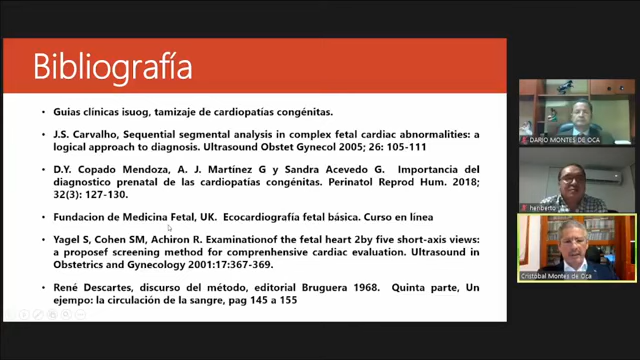 Bibliografía
• Guias clínicas isuog, tamizaje de cardiopatías congénitas.
• J.S. Carvalho, Sequential segmental analysis in complex fetal cardiac abnormalities: a
logical approach to diagnosis. Ultrasound Obstet Gynecol 2005; 26: 105-111
• D.Y. Copado Mendoza, A. J. Martínez G y Sandra Acevedo G. Importancia del
diagnostico prenatal de las cardiopatías congénitas. Perinatol Reprod Hum. 2018;
32(3): 127-130.
• Fundacion de Medicina Fetal, UK. Ecocardiografía fetal básica. Curso en línea
• Yagel S, Cohen SM, Achiron R. Examinationof the fetal heart 2by five short-axis views:
a proposef screening method for comprenhensive cardiac evaluation. Ultrasound in
Obstetrics and Gynecology 2001:17:367-369.
• René Descartes, discurso del método, editorial Bruguera 1968. Quinta parte, Un
ejempo: la circulación de la sangre, pag 145 a 155
DARIO MONTES DE OCA
heriberto
Cristobal Montes de Oca